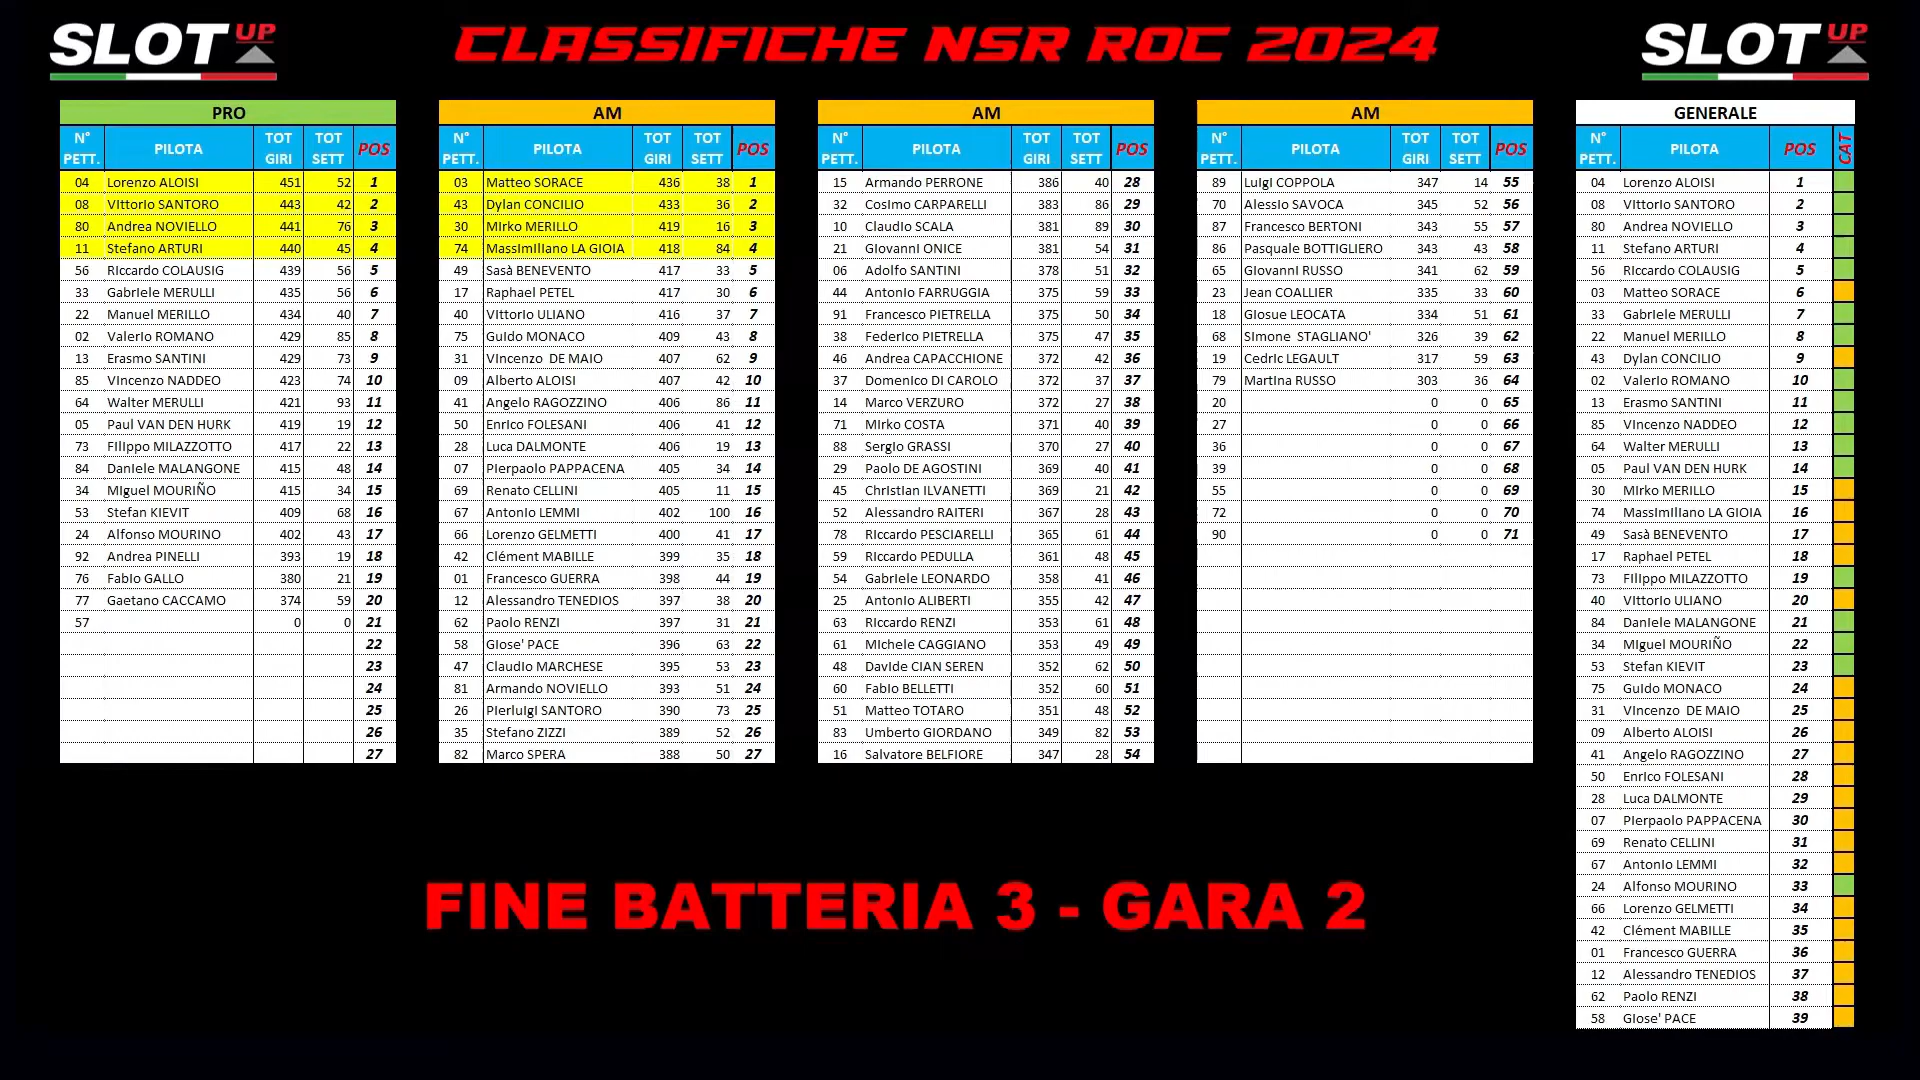 SLOT UP
CLASSIFICHE NSR ROC 2024
SLOT UP
PRO
N° PETT. PILOTA TOT GIRI TOT SETT POS
04 Lorenzo ALOISI 451 52 1
08 Vittorio SANTORO 443 42 2
80 Andrea NOVIELLO 441 76 3
11 Stefano ARTURI 440 45 4
56 Riccardo COLAUSIG 439 56 5
33 Gabriele MERULLI 435 56 6
22 Manuel MERILLO 434 40 7
02 Valerio ROMANO 429 85 8
13 Erasmo SANTINI 429 73 9
85 Vincenzo NADDEO 423 74 10
64 Walter MERULLI 421 93 11
05 Paul VAN DEN HURK 419 19 12
73 Filippo MILAZZOTTO 417 22 13
84 Daniele MALANGONE 415 48 14
34 Miguel MOURIÑO 415 34 15
53 Stefan KIEVIT 409 68 16
24 Alfonso MOURINO 402 43 17
92 Andrea PINELLI 393 19 18
76 Fabio GALLO 380 21 19
77 Gaetano CACCAMO 374 59 20
57 0 0 21
22
23
24
25
26
27
AM
N° PETT. PILOTA TOT GIRI TOT SETT POS
03 Matteo SORACE 436 38 1
43 Dylan CONCILIO 433 36 2
30 Mirko MERILLO 419 16 3
74 Massimiliano LA GIOIA 418 84 4
49 Sasà BENEVENTO 417 33 5
17 Raphael PETEL 417 30 6
40 Vittorio ULIANO 416 37 7
75 Guido MONACO 409 43 8
31 Vincenzo DE MAIO 407 62 9
09 Alberto ALOISI 407 42 10
41 Angelo RAGOZZINO 406 86 11
50 Enrico FOLESANI 406 41 12
28 Luca DALMONTE 406 19 13
07 Pierpaolo PAPPACENA 405 34 14
69 Renato CELLINI 405 11 15
67 Antonio LEMMI 402 100 16
66 Lorenzo GELMETTI 400 41 17
42 Clément MABILLE 399 35 18
01 Francesco GUERRA 398 44 19
12 Alessandro TENEDIOS 397 38 20
62 Paolo RENZI 397 31 21
58 Giose' PACE 396 63 22
47 Claudio MARCHESE 395 53 23
81 Armando NOVIELLO 393 51 24
26 Pierluigi SANTORO 390 73 25
35 Stefano ZIZZI 389 52 26
82 Marco SPERA 388 50 27
AM
N° PETT. PILOTA TOT GIRI TOT SETT POS
15 Armando PERRONE 386 40 28
32 Cosimo CARPARELLI 383 86 29
10 Claudio SCALA 381 89 30
21 Giovanni ONICE 381 54 31
06 Adolfo SANTINI 378 51 32
44 Antonio FARRUGGIA 375 59 33
91 Francesco PIETRELLA 375 50 34
38 Federico PIETRELLA 375 47 35
46 Andrea CAPACCHIONE 372 42 36
37 Domenico DI CAROLO 372 37 37
14 Marco VERZURO 372 27 38
71 Mirko COSTA 371 40 39
88 Sergio GRASSI 370 27 40
29 Paolo DE AGOSTINI 369 40 41
45 Christian ILVANETTI 369 21 42
52 Alessandro RAITERI 367 28 43
78 Riccardo PESCIARELLI 365 61 44
59 Riccardo PEDULLA 361 48 45
54 Gabriele LEONARDO 358 41 46
25 Antonio ALIBERTI 355 42 47
63 Riccardo RENZI 353 61 48
61 Michele CAGGIANO 353 49 49
48 Davide CIAN SEREN 352 62 50
60 Fabio BELLETTI 352 60 51
51 Matteo TOTARO 351 48 52
83 Umberto GIORDANO 349 82 53
16 Salvatore BELFIORE 347 28 54
AM
N° PETT. PILOTA TOT GIRI TOT SETT POS
89 Luigi COPPOLA 347 14 55
70 Alessio SAVOCA 345 52 56
87 Francesco BERTONI 343 55 57
86 Pasquale BOTTIGLIERO 343 43 58
65 Giovanni RUSSO 341 62 59
23 Jean COALLIER 335 33 60
18 Giosue LEOCATA 334 51 61
68 Simone STAGLIANO' 326 39 62
19 Cedric LEGAULT 317 59 63
79 Martina RUSSO 303 36 64
20 0 0 65
27 0 0 66
36 0 0 67
39 0 0 68
55 0 0 69
72 0 0 70
90 0 0 71
GENERALE
N° PETT. PILOTA POS CAT
04 Lorenzo ALOISI 1
08 Vittorio SANTORO 2
80 Andrea NOVIELLO 3
11 Stefano ARTURI 4
56 Riccardo COLAUSIG 5
03 Matteo SORACE 6
33 Gabriele MERULLI 7
22 Manuel MERILLO 8
43 Dylan CONCILIO 9
02 Valerio ROMANO 10
13 Erasmo SANTINI 11
85 Vincenzo NADDEO 12
64 Walter MERULLI 13
05 Paul VAN DEN HURK 14
30 Mirko MERILLO 15
74 Massimiliano LA GIOIA 16
49 Sasà BENEVENTO 17
17 Raphael PETEL 18
73 Filippo MILAZZOTTO 19
40 Vittorio ULIANO 20
84 Daniele MALANGONE 21
34 Miguel MOURIÑO 22
53 Stefan KIEVIT 23
75 Guido MONACO 24
31 Vincenzo DE MAIO 25
09 Alberto ALOISI 26
41 Angelo RAGOZZINO 27
50 Enrico FOLESANI 28
28 Luca DALMONTE 29
07 Pierpaolo PAPPACENA 30
69 Renato CELLINI 31
67 Antonio LEMMI 32
24 Alfonso MOURINO 33
66 Lorenzo GELMETTI 34
42 Clément MABILLE 35
01 Francesco GUERRA 36
12 Alessandro TENEDIOS 37
62 Paolo RENZI 38
58 Giose' PACE 39
FINE BATTERIA 3 - GARA 2